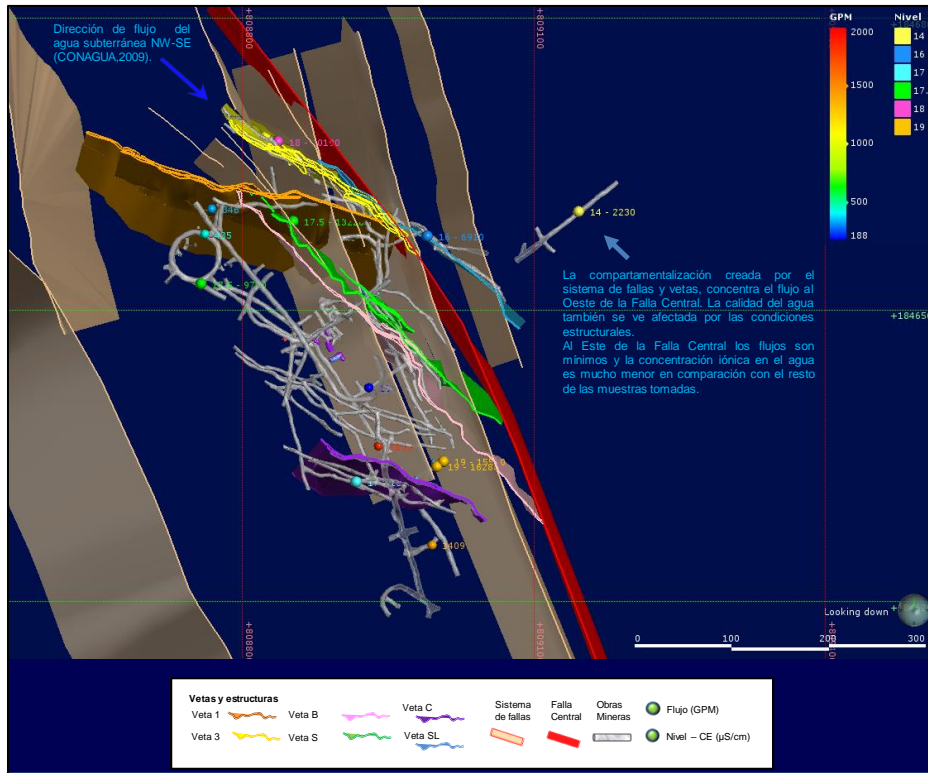 Dirección de flujo del
agua subterránea NW-SE
(CONAGUA,2009).
+808800
+809100
GPM
2000
1500
1000
500
188
Nivel
14
16
17
17.
18
19
14 - 2230
16 - 6910
La compartamentalización creada por el
sistema de fallas y vetas, concentra el flujo al
Oeste de la Falla Central. La calidad del agua
también se ve afectada por las condiciones
estructurales.
Al Este de la Falla Central los flujos son
mínimos y la concentración iónica en el agua
es mucho menor en comparación con el resto
de las muestras tomadas.
+184650
1409
Looking down
+808800
+809100
0 100 200 300
Vetas y estructuras
Veta 1
Veta B
Veta C
Veta 3
Veta S
Veta SL
Sistema
de fallas
Falla
Central
Obras
Mineras
Flujo (GPM)
Nivel – CE (µS/cm)